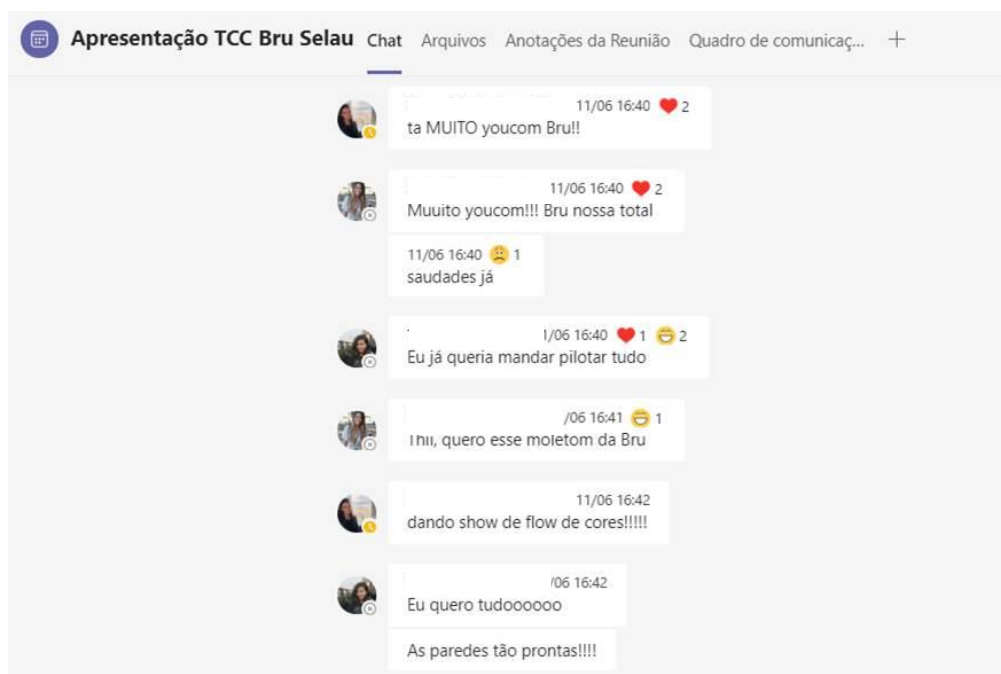 Apresentação TCC Bru Selau Chat Arquivos Anotações da Reunião Quadro de comunicaç... +
11/06 16:40 2
ta MUITO youcom Bru!!
11/06 16:40 2
Muuito youcom!!! Bru nossa total
11/06 16:40 1
saudades já
/06 16:40 1 2
Eu já queria mandar pilotar tudo
/06 16:41 1
quero esse moletom da Bru
11/06 16:42
dando show de flow de cores!!!!!
/06 16:42
Eu quero tudoooooo
As paredes tão prontas!!!!